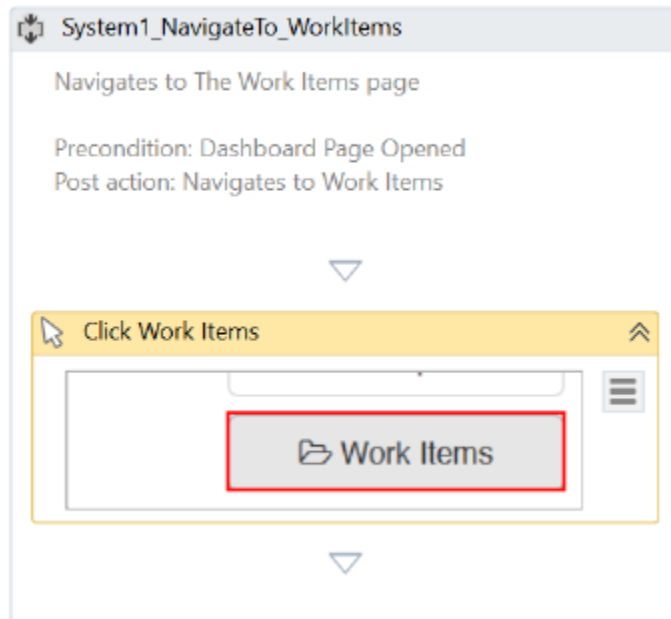 System1_NavigateTo_WorkItems
Navigates to The Work Items page
Precondition: Dashboard Page Opened
Post action: Navigates to Work Items
Click Work Items
Work Items